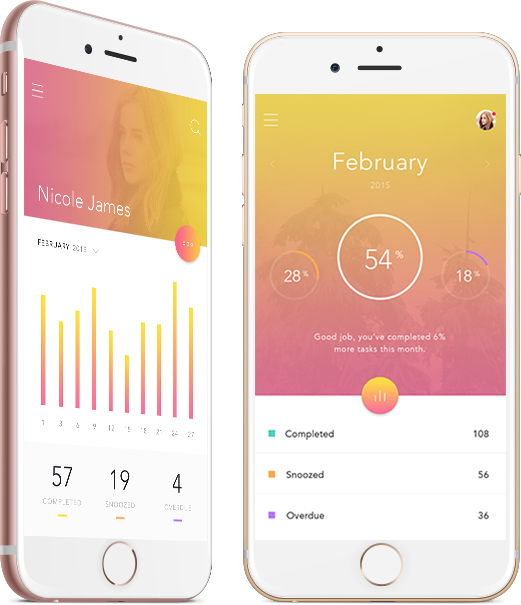 Nicole James
FEBRUARY 2015
1 3 6 9 12 15 18 21 24 27
57 19 4
COMPLETED SNOOZED OVERDUE
February
2015
28% 54% 18%
Good job, you've completed 6%
more tasks this month.
Completed 108
Snoozed 56
Overdue 36